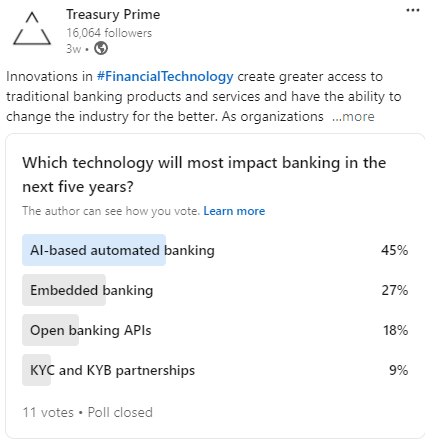 Treasury Prime
16,064 followers
3w •
Innovations in #FinancialTechnology create greater access to
traditional banking products and services and have the ability to
change the industry for the better. As organizations ...more
Which technology will most impact banking in the
next five years?
The author can see how you vote. Learn more
AI-based automated banking 45%
Embedded banking 27%
Open banking APIs 18%
KYC and KYB partnerships 9%
11 votes • Poll closed